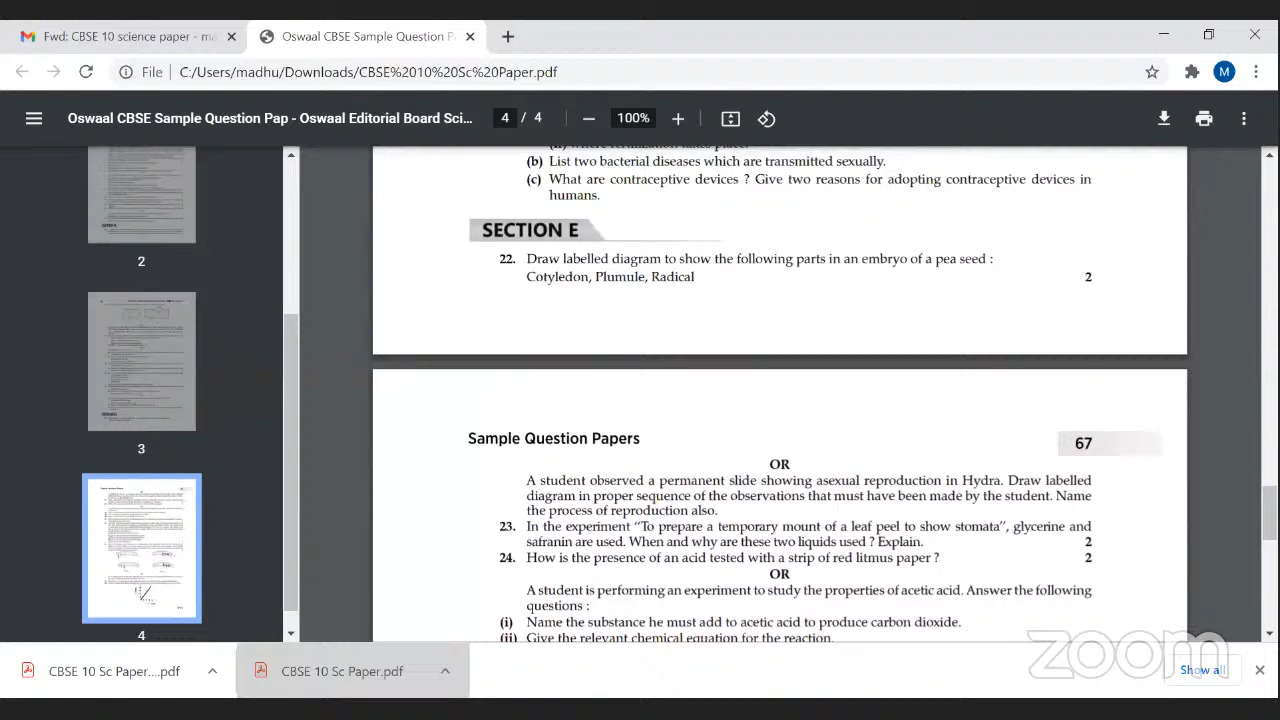 Fwd: CBSE 10 science paper - ma
Oswaal CBSE Sample Question P
File
C:/Users/madhu/Downloads/CBSE%2010%20Sc%20Paper.pdf
M
Oswaal CBSE Sample Question Pap - Oswaal Editorial Board Sci...
4 / 4
100%
2
3
4
(b) List two bacterial diseases which are transmitted sexually.
(c) What are contraceptive devices ? Give two reasons for adopting contraceptive devices in
humans.
SECTION E
22. Draw labelled diagram to show the following parts in an embryo of a pea seed :
Cotyledon, Plumule, Radical 2
Sample Question Papers 67
OR
A student observed a permanent slide showing asexual reproduction in Hydra. Draw labelled
diagram in proper sequence of the observations that must have been made by the student. Name
the process of reproduction also.
23. In the experiment "To prepare a temporary mount of a leaf peel to show stomata", glycerine and
safranin are used. When and why are these two liquids used ? Explain. 2
24. How is the presence of an acid tested with a strip of red litmus paper ? 2
OR
A student is performing an experiment to study the properties of acetic acid. Answer the following
questions :
(i) Name the substance he must add to acetic acid to produce carbon dioxide.
(ii) Give the relevant chemical equation for the reaction.
zoom
CBSE 10 Sc Paper....pdf
CBSE 10 Sc Paper.pdf
Show all